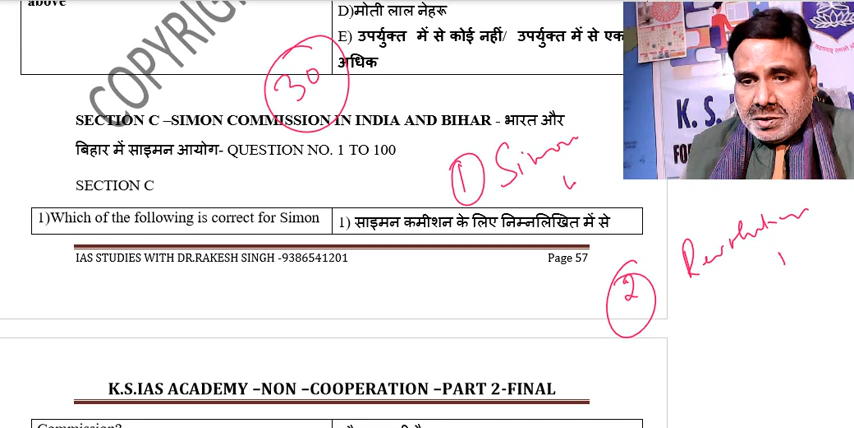 above
D)मोती लाल नेहरू
E) उपर्युक्त में से कोई नहीं/ उपर्युक्त में से एक
अधिक
COPYRIG
30
SECTION C –SIMON COMMISSION IN INDIA AND BIHAR - भारत और
बिहार में साइमन आयोग- QUESTION NO. 1 TO 100
SECTION C
1 Simon
1)Which of the following is correct for Simon
1) साइमन कमीशन के लिए निम्नलिखित में से
IAS STUDIES WITH DR.RAKESH SINGH -9386541201
Page 57
2
K.S.IAS ACADEMY –NON –COOPERATION –PART 2-FINAL
Commission?
K. S.
FO